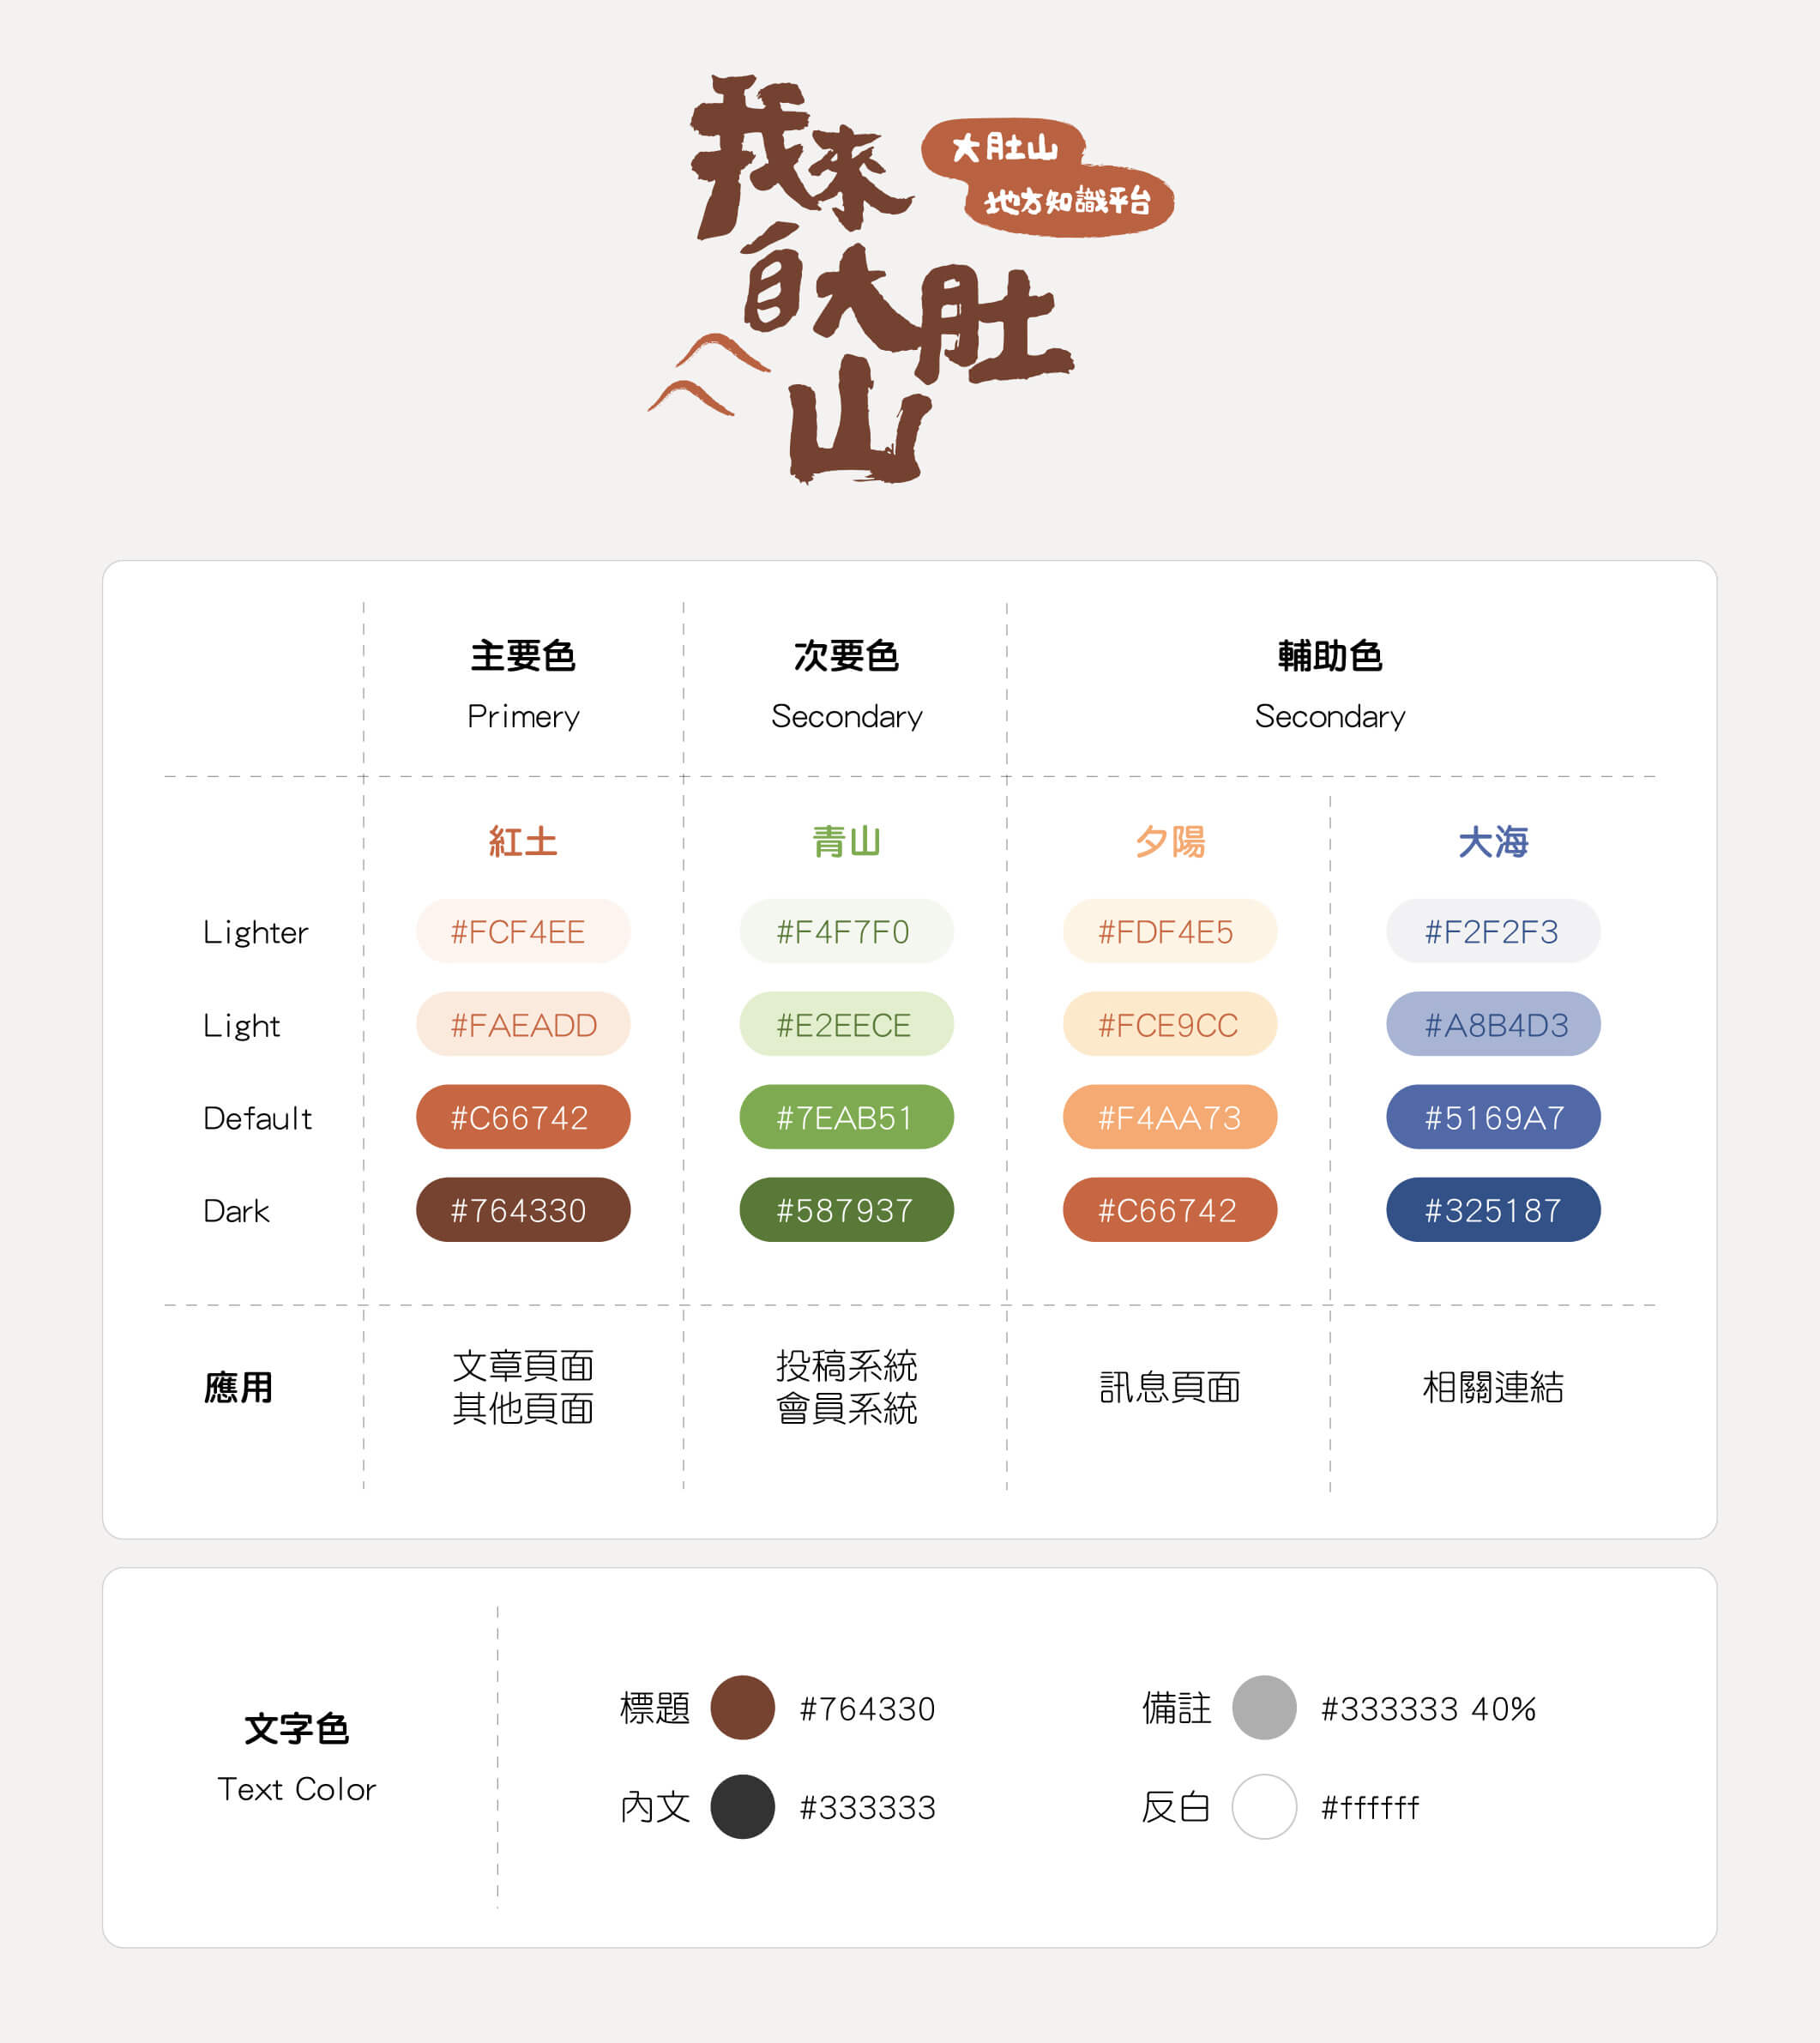 我來
自大肚
山
大肚山
地方知識平台
主要色
Primery
次要色
Secondary
輔助色
Secondary
紅土
青山
夕陽
大海
Lighter
#FCF4EE
#F4F7F0
#FDF4E5
#F2F2F3
Light
#FAEADD
#E2EECE
#FCE9CC
#A8B4D3
Default
#C66742
#7EAB51
#F4AA73
#5169A7
Dark
#764330
#587937
#C66742
#325187
應用
文章頁面
其他頁面
投稿系統
會員系統
訊息頁面
相關連結
文字色
Text Color
標題
#764330
備註
#333333 40%
內文
#333333
反白
#ffffff